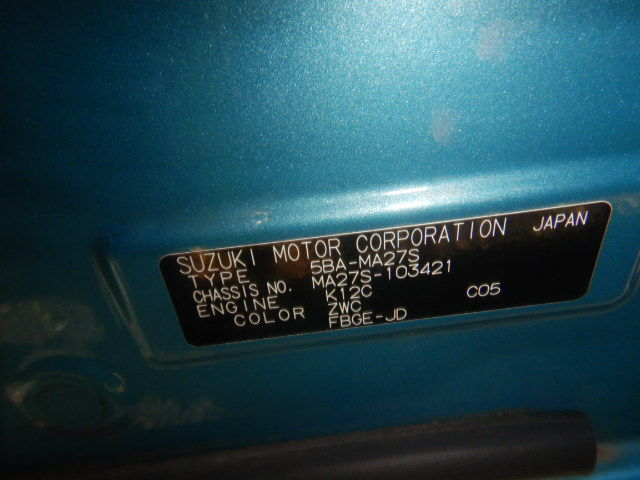 SUZUKI MOTOR CORPORATION JAPAN
TYPE 5BA-MA27S
CHASSIS NO. MA27S-103421
ENGINE K12C C05
COLOR ZWC
FBGE-JD